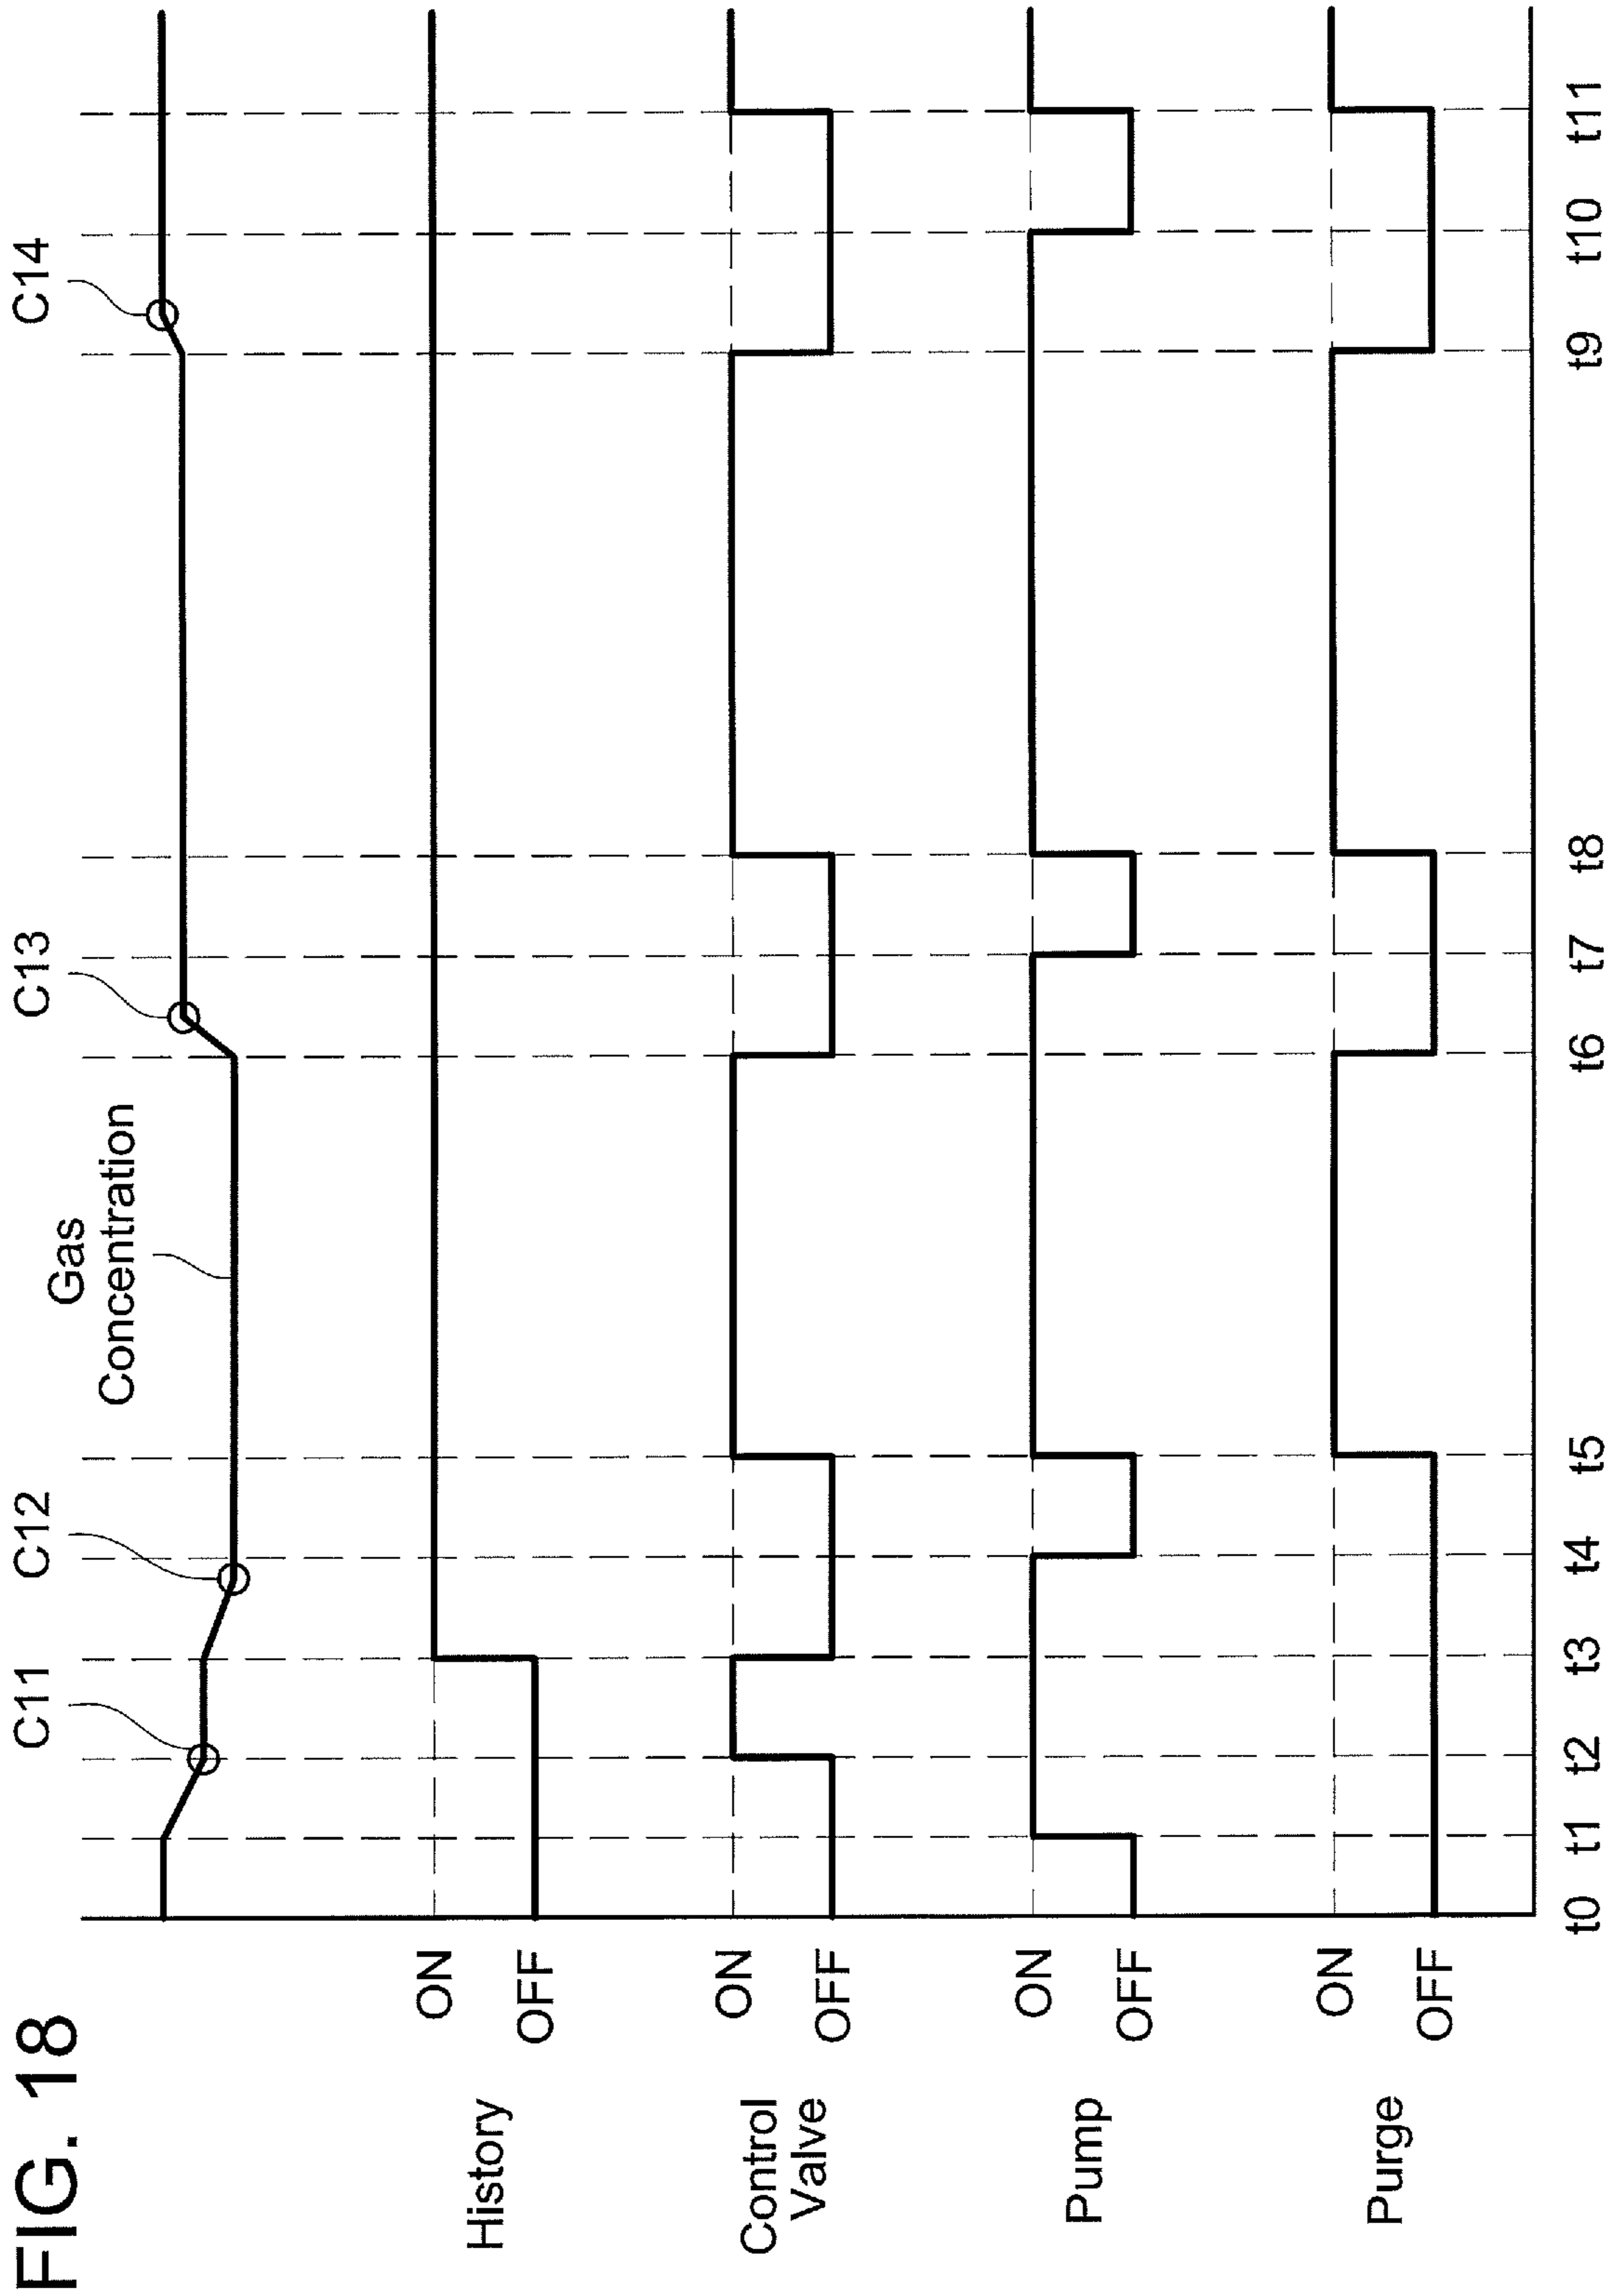 FIG. 18
C11
C12
C13
C14
Gas
Concentration
History
ON
OFF
Control
Valve
ON
OFF
Pump
ON
OFF
Purge
ON
OFF
t0 t1 t2 t3 t4 t5 t6 t7 t8 t9 t10 t11